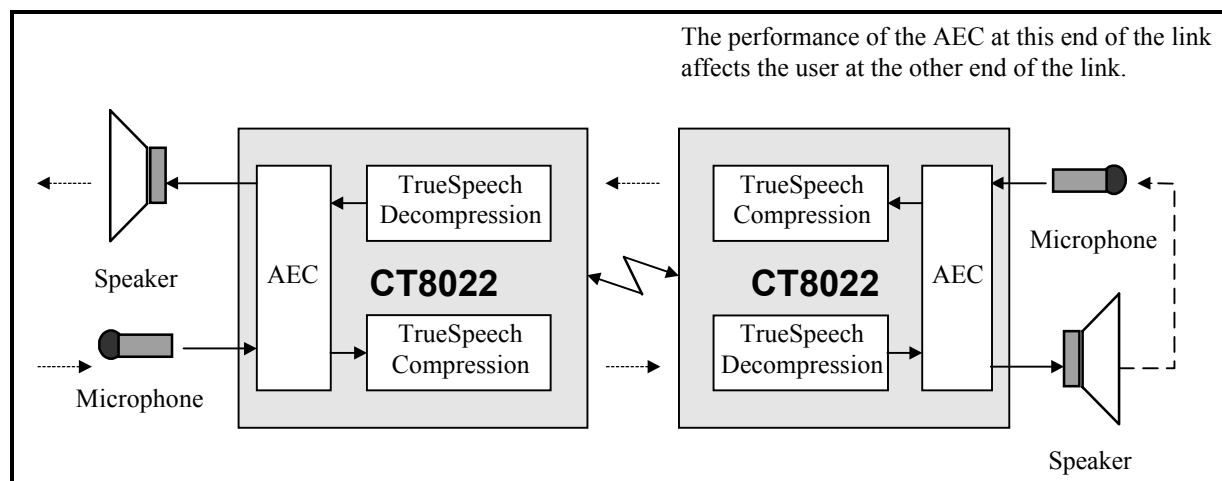 The performance of the AEC at this end of the link
affects the user at the other end of the link.
Speaker
Microphone
AEC
TrueSpeech
Decompression
CT8022
TrueSpeech
Compression
TrueSpeech
Compression
CT8022
TrueSpeech
Decompression
AEC
Microphone
Speaker